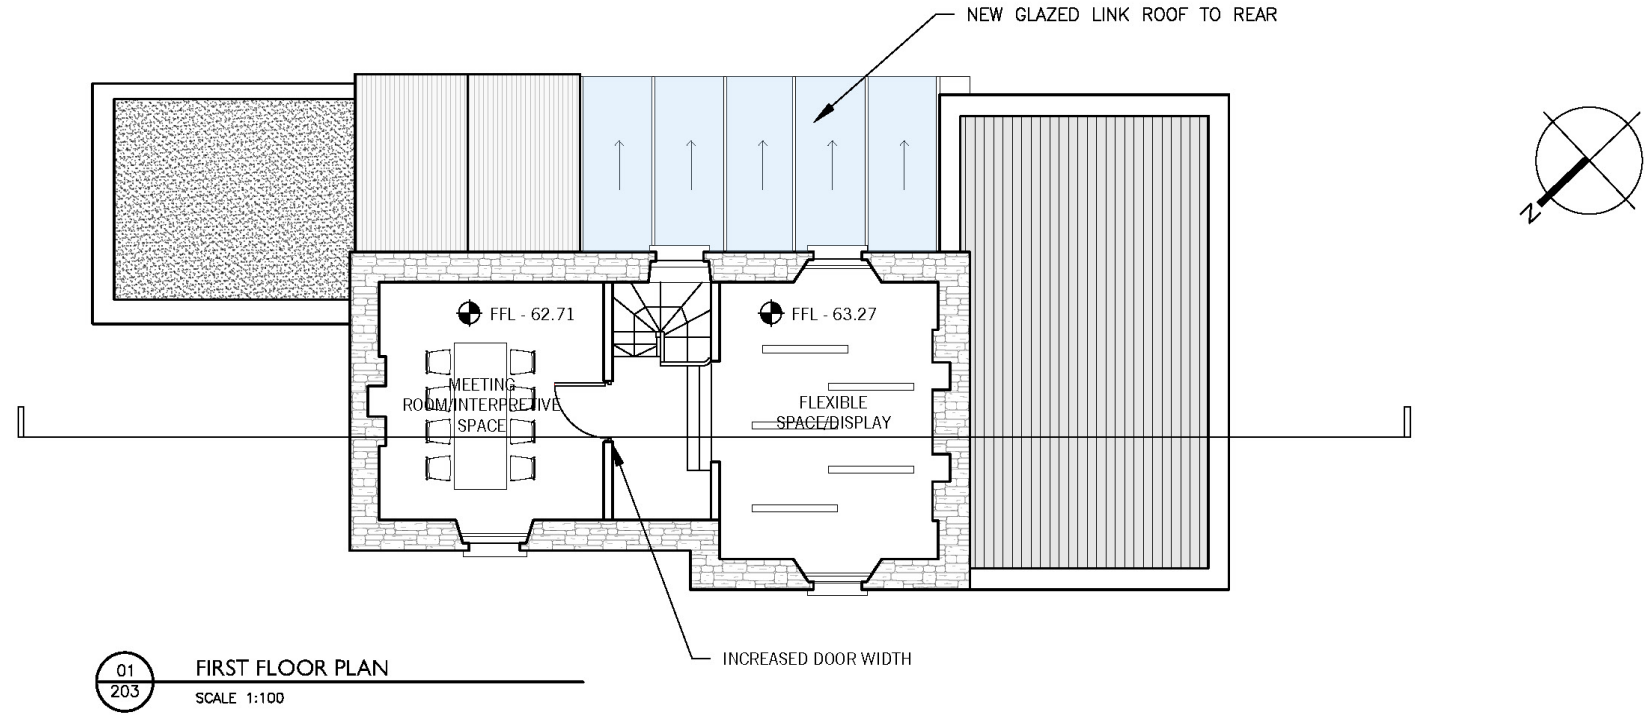 NEW GLAZED LINK ROOF TO REAR
N
FFL - 62.71
FFL - 63.27
MEETING
ROOM/INTERPRETIVE
SPACE
FLEXIBLE
SPACE/DISPLAY
INCREASED DOOR WIDTH
01
203
FIRST FLOOR PLAN
SCALE 1:100